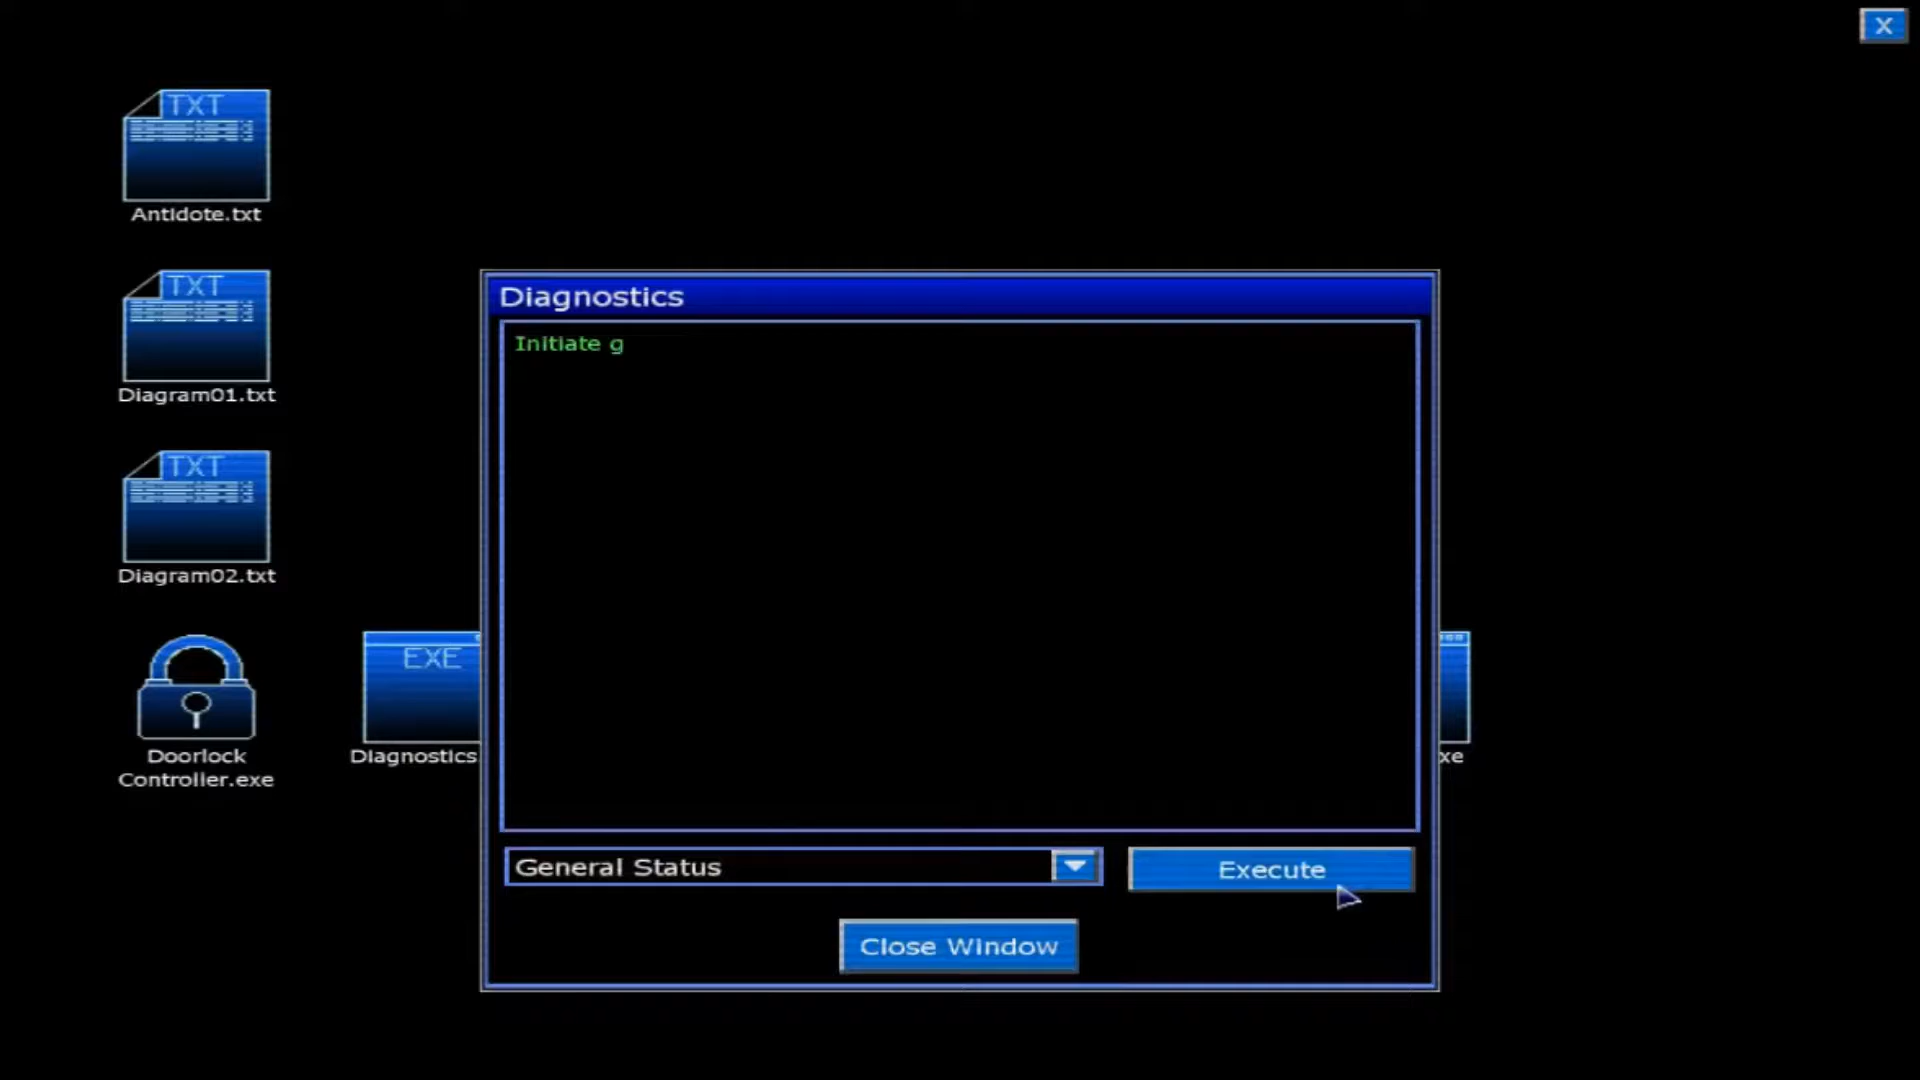 X
TXT
Antidote.txt
TXT
Diagram01.txt
TXT
Diagram02.txt
Doorlock
Controller.exe
EXE
Diagnostics
xe
Diagnostics
Initiate g
General Status
Execute
Close Window